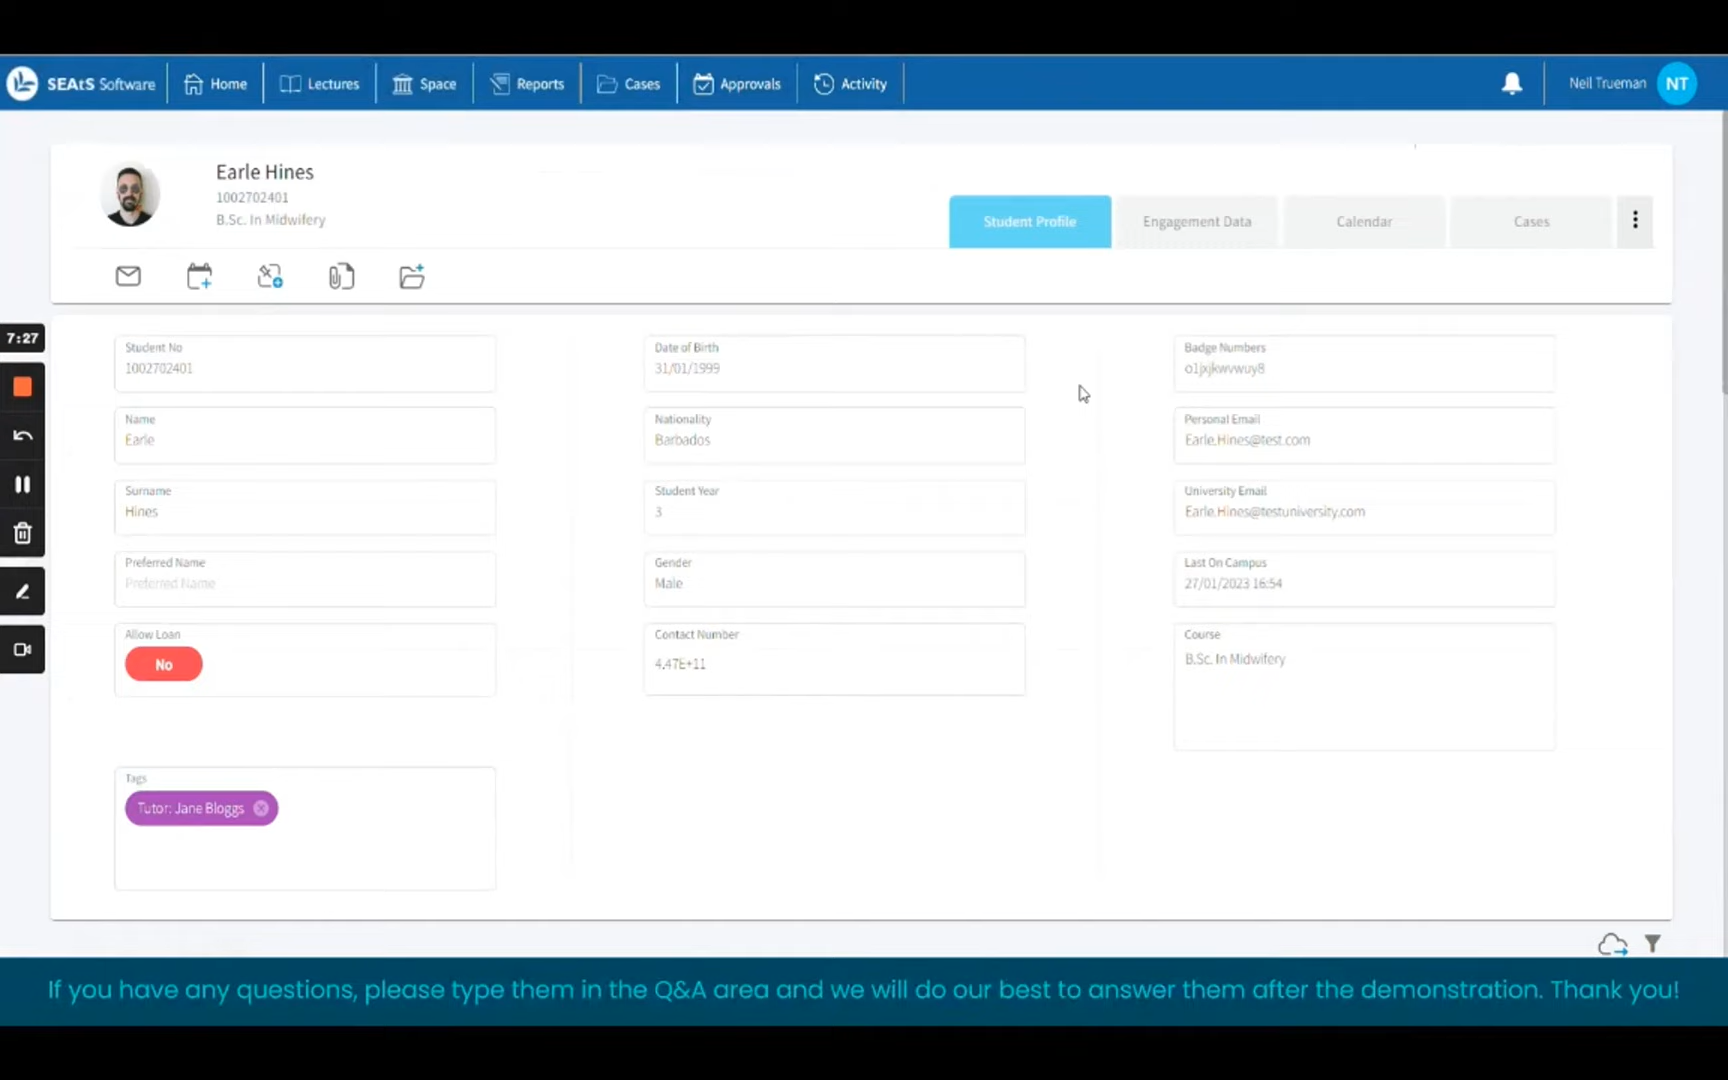 SEAtS Software
Home
Lectures
Space
Reports
Cases
Approvals
Activity
Neil Trueman
NT
Earle Hines
1002702401
B.Sc. In Midwifery
Student Profile
Engagement Data
Calendar
Cases
7:27
Student No
1002702401
Date of Birth
31/01/1999
Badge Numbers
o1jxjkwvwuy8
Name
Earle
Nationality
Barbados
Personal Email
Earle.Hines@test.com
Surname
Hines
Student Year
3
University Email
Earle.Hines@testuniversity.com
Preferred Name
Preferred Name
Gender
Male
Last On Campus
27/01/2023 16:54
Allow Loan
No
Contact Number
4.47E+11
Course
B.Sc. In Midwifery
Tags
Tutor: Jane Bloggs
If you have any questions, please type them in the Q&A area and we will do our best to answer them after the demonstration. Thank you!